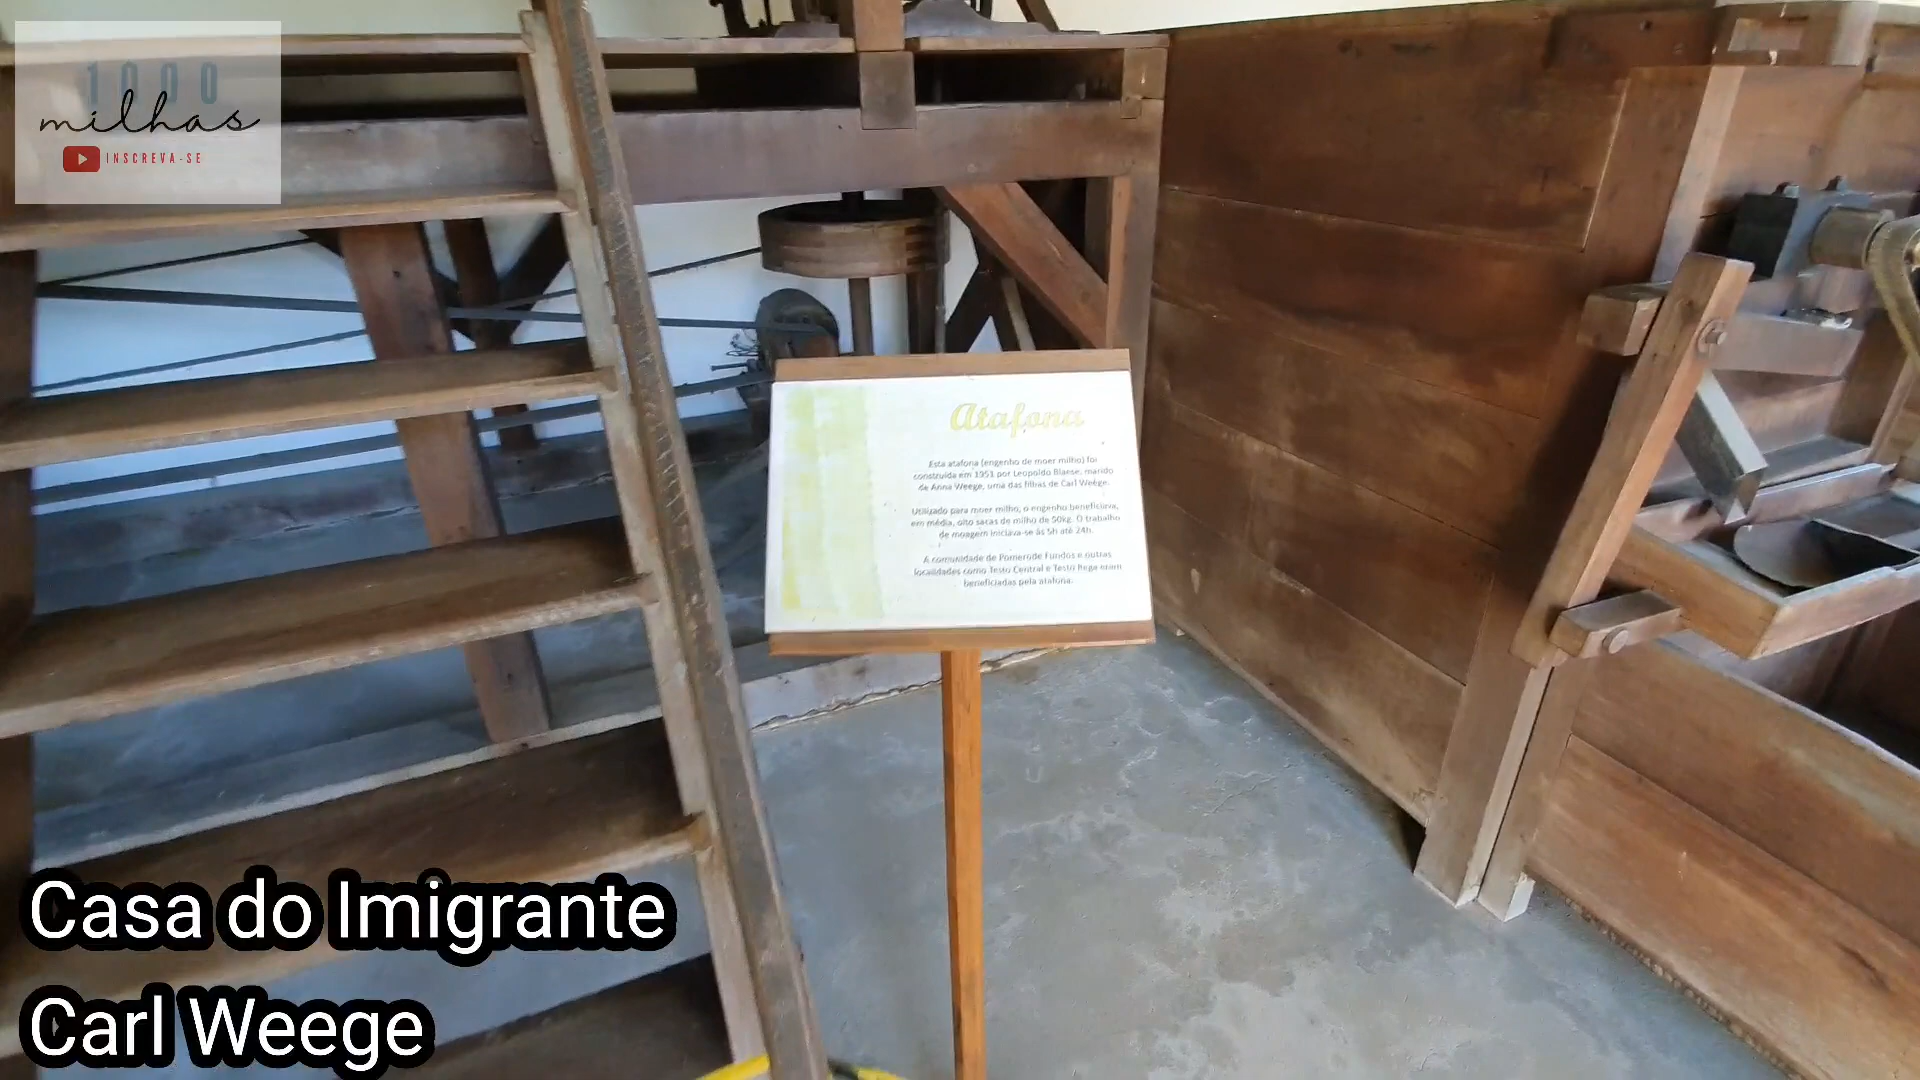 1000
milhas
INSCREVA-SE
Atafona
Esta atafona (engenho de moer milho) foi
construída em 1951 por Leopoldo Blaese, marido
de Anna Weege, uma das filhas de Carl Weege.
Utilizado para moer milho, o engenho beneficiava,
em média, oito sacas de milho de 50kg. O trabalho
de moagem iniciava-se às 5h até 24h.
A comunidade de Pomerode Fundos e outras
localidades como Testo Central e Testo Rega eram
beneficiadas pela atafona.
Casa do Imigrante
Carl Weege